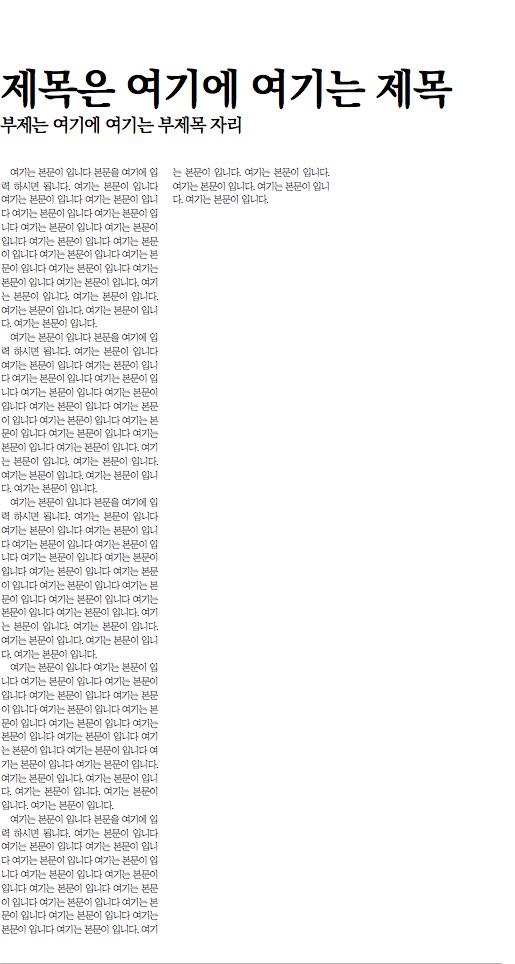 제목은 여기에 여기는 제목
부제는 여기에 여기는 부제목 자리
여기는 본문이 입니다 본문을 여기에 입
력 하시면 됩니다. 여기는 본문이 입니다
여기는 본문이 입니다 여기는 본문이 입니
다 여기는 본문이 입니다 여기는 본문이 입
니다 여기는 본문이 입니다 여기는 본문이
입니다 여기는 본문이 입니다 여기는 본문
이 입니다 여기는 본문이 입니다 여기는 본
문이 입니다 여기는 본문이 입니다 여기는
본문이 입니다 여기는 본문이 입니다. 여기
는 본문이 입니다. 여기는 본문이 입니다.
여기는 본문이 입니다. 여기는 본문이 입니
다. 여기는 본문이 입니다.
여기는 본문이 입니다 본문을 여기에 입
력 하시면 됩니다. 여기는 본문이 입니다
여기는 본문이 입니다 여기는 본문이 입니
다 여기는 본문이 입니다 여기는 본문이 입
니다 여기는 본문이 입니다 여기는 본문이
입니다 여기는 본문이 입니다 여기는 본문
이 입니다 여기는 본문이 입니다 여기는 본
문이 입니다 여기는 본문이 입니다 여기는
본문이 입니다 여기는 본문이 입니다. 여기
는 본문이 입니다. 여기는 본문이 입니다.
여기는 본문이 입니다. 여기는 본문이 입니
다. 여기는 본문이 입니다.
여기는 본문이 입니다 본문을 여기에 입
력 하시면 됩니다. 여기는 본문이 입니다
여기는 본문이 입니다 여기는 본문이 입니
다 여기는 본문이 입니다 여기는 본문이 입
니다 여기는 본문이 입니다 여기는 본문이
입니다 여기는 본문이 입니다 여기는 본문
이 입니다 여기는 본문이 입니다 여기는 본
문이 입니다 여기는 본문이 입니다 여기는
본문이 입니다 여기는 본문이 입니다. 여기
는 본문이 입니다. 여기는 본문이 입니다.
여기는 본문이 입니다. 여기는 본문이 입니
다. 여기는 본문이 입니다.
여기는 본문이 입니다 여기는 본문이 입
니다 여기는 본문이 입니다 여기는 본문이
입니다 여기는 본문이 입니다 여기는 본문
이 입니다 여기는 본문이 입니다 여기는 본
문이 입니다 여기는 본문이 입니다 여기는
본문이 입니다 여기는 본문이 입니다 여기
는 본문이 입니다 여기는 본문이 입니다 여
기는 본문이 입니다 여기는 본문이 입니다.
여기는 본문이 입니다. 여기는 본문이 입니
다. 여기는 본문이 입니다. 여기는 본문이
입니다. 여기는 본문이 입니다.
여기는 본문이 입니다 본문을 여기에 입
력 하시면 됩니다. 여기는 본문이 입니다
여기는 본문이 입니다 여기는 본문이 입니
다 여기는 본문이 입니다 여기는 본문이 입
니다 여기는 본문이 입니다 여기는 본문이
입니다 여기는 본문이 입니다 여기는 본문
이 입니다 여기는 본문이 입니다 여기는 본
문이 입니다 여기는 본문이 입니다 여기는
본문이 입니다 여기는 본문이 입니다. 여기
는 본문이 입니다. 여기는 본문이 입니다.
여기는 본문이 입니다. 여기는 본문이 입니
다. 여기는 본문이 입니다.